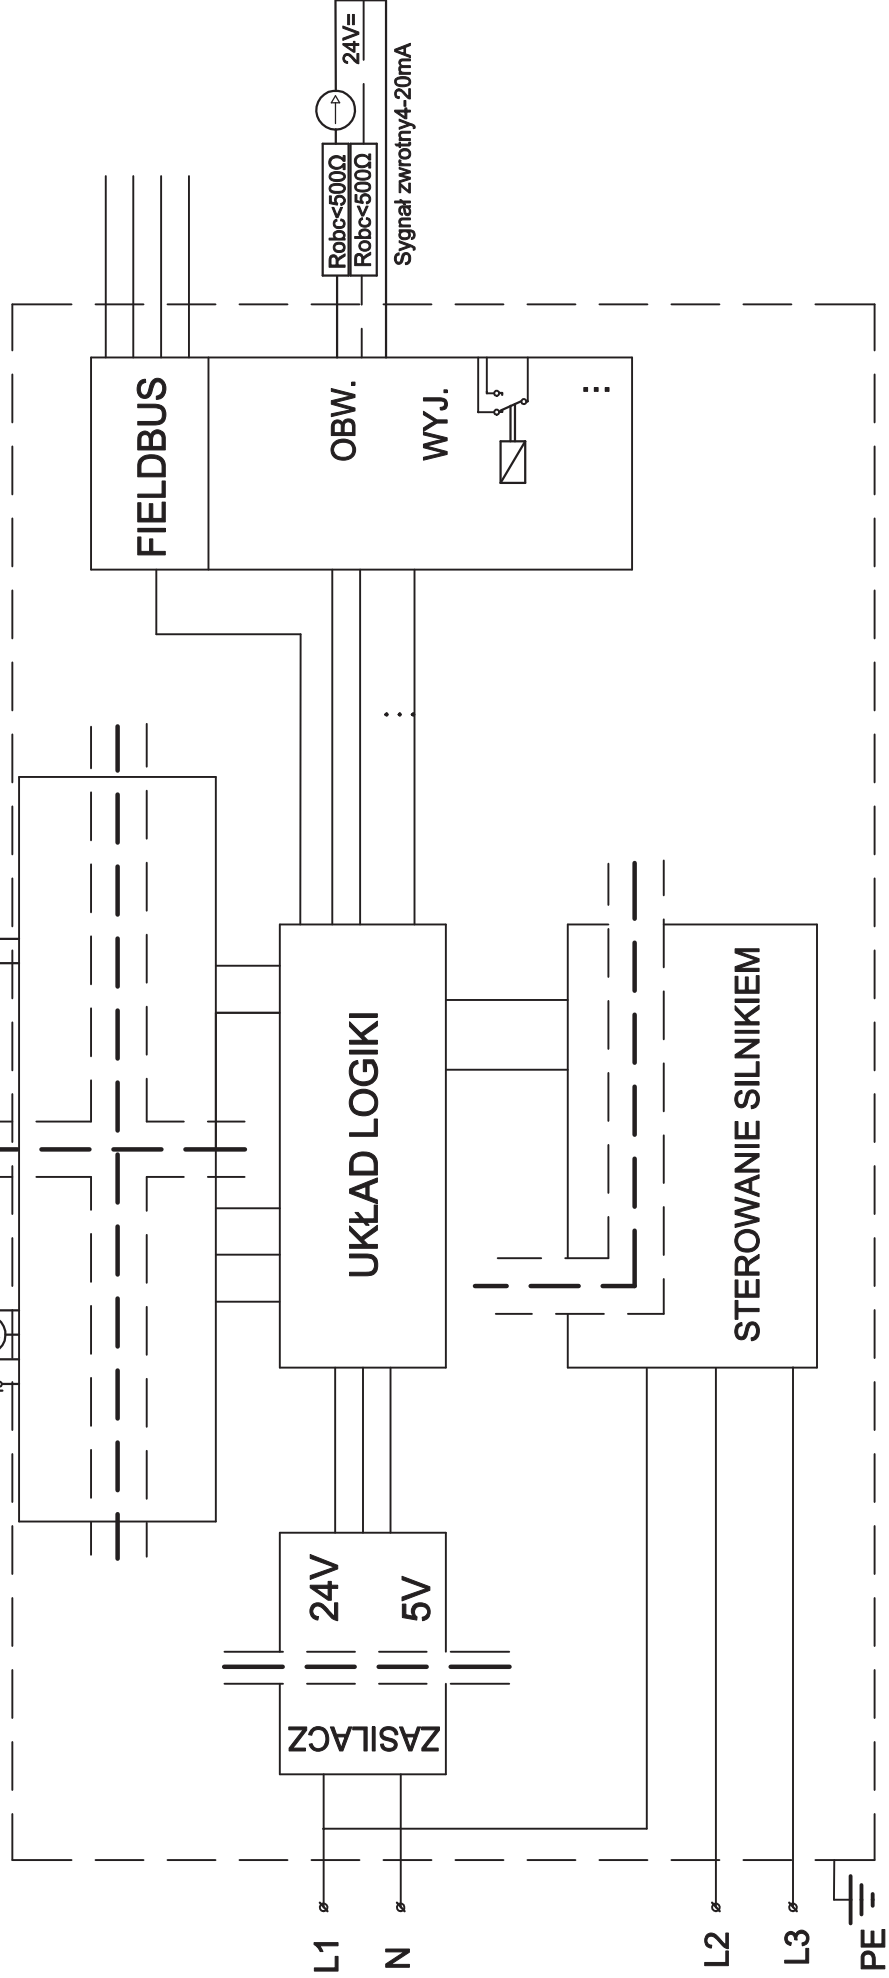 24V=
Robc<500Ω
Robc<500Ω
Sygnał zwrotny4-20mA
FIELDBUS
OBW.
WYJ.
UKŁAD LOGIKI
STEROWANIE SILNIKIEM
24V
5V
ZASILACZ
L1
N
L2
L3
PE